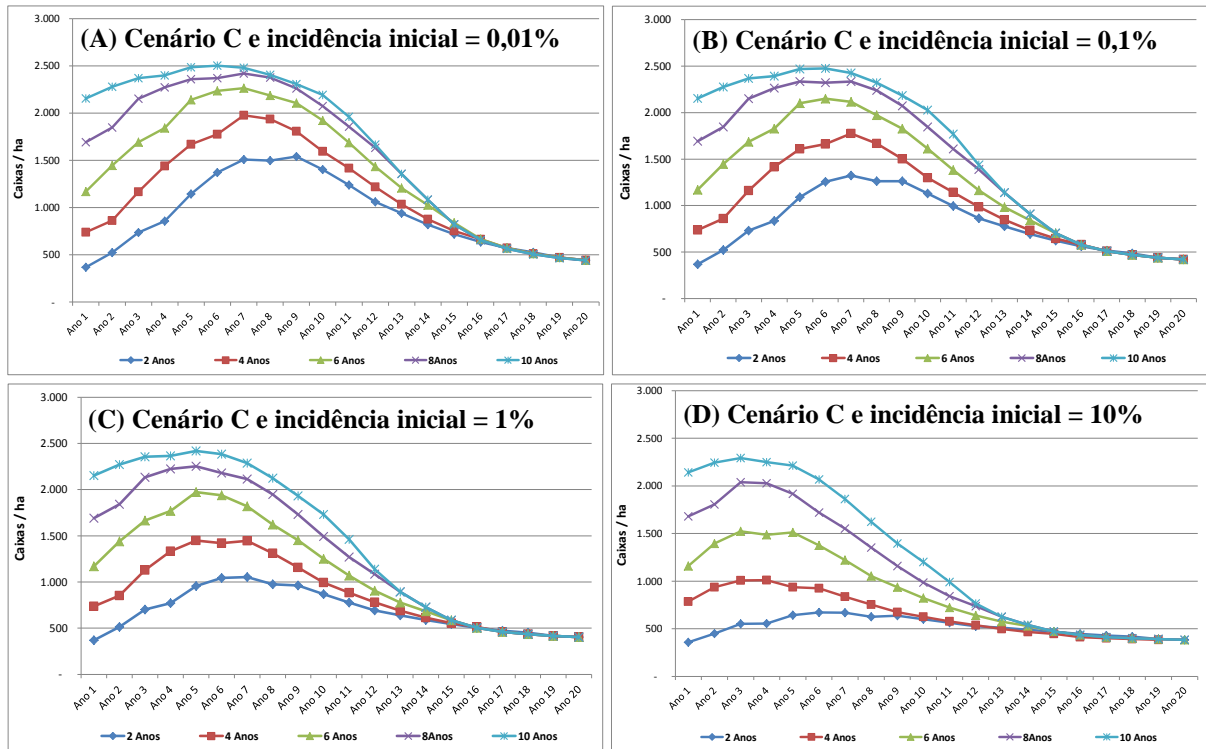 (A) Cenário C e incidência inicial = 0,01%
3.000
2.500
2.000
1.500
1.000
500
-
Caixas / ha
Ano 1 Ano 2 Ano 3 Ano 4 Ano 5 Ano 6 Ano 7 Ano 8 Ano 9 Ano 10 Ano 11 Ano 12 Ano 13 Ano 14 Ano 15 Ano 16 Ano 17 Ano 18 Ano 19 Ano 20
2 Anos 4 Anos 6 Anos 8Anos 10 Anos
(B) Cenário C e incidência inicial = 0,1%
3.000
2.500
2.000
1.500
1.000
500
-
Caixas / ha
Ano 1 Ano 2 Ano 3 Ano 4 Ano 5 Ano 6 Ano 7 Ano 8 Ano 9 Ano 10 Ano 11 Ano 12 Ano 13 Ano 14 Ano 15 Ano 16 Ano 17 Ano 18 Ano 19 Ano 20
2 Anos 4 Anos 6 Anos 8Anos 10 Anos
(C) Cenário C e incidência inicial = 1%
3.000
2.500
2.000
1.500
1.000
500
-
Caixas / ha
Ano 1 Ano 2 Ano 3 Ano 4 Ano 5 Ano 6 Ano 7 Ano 8 Ano 9 Ano 10 Ano 11 Ano 12 Ano 13 Ano 14 Ano 15 Ano 16 Ano 17 Ano 18 Ano 19 Ano 20
2 Anos 4 Anos 6 Anos 8Anos 10 Anos
(D) Cenário C e incidência inicial = 10%
3.000
2.500
2.000
1.500
1.000
500
-
Caixas / ha
Ano 1 Ano 2 Ano 3 Ano 4 Ano 5 Ano 6 Ano 7 Ano 8 Ano 9 Ano 10 Ano 11 Ano 12 Ano 13 Ano 14 Ano 15 Ano 16 Ano 17 Ano 18 Ano 19 Ano 20
2 Anos 4 Anos 6 Anos 8Anos 10 Anos